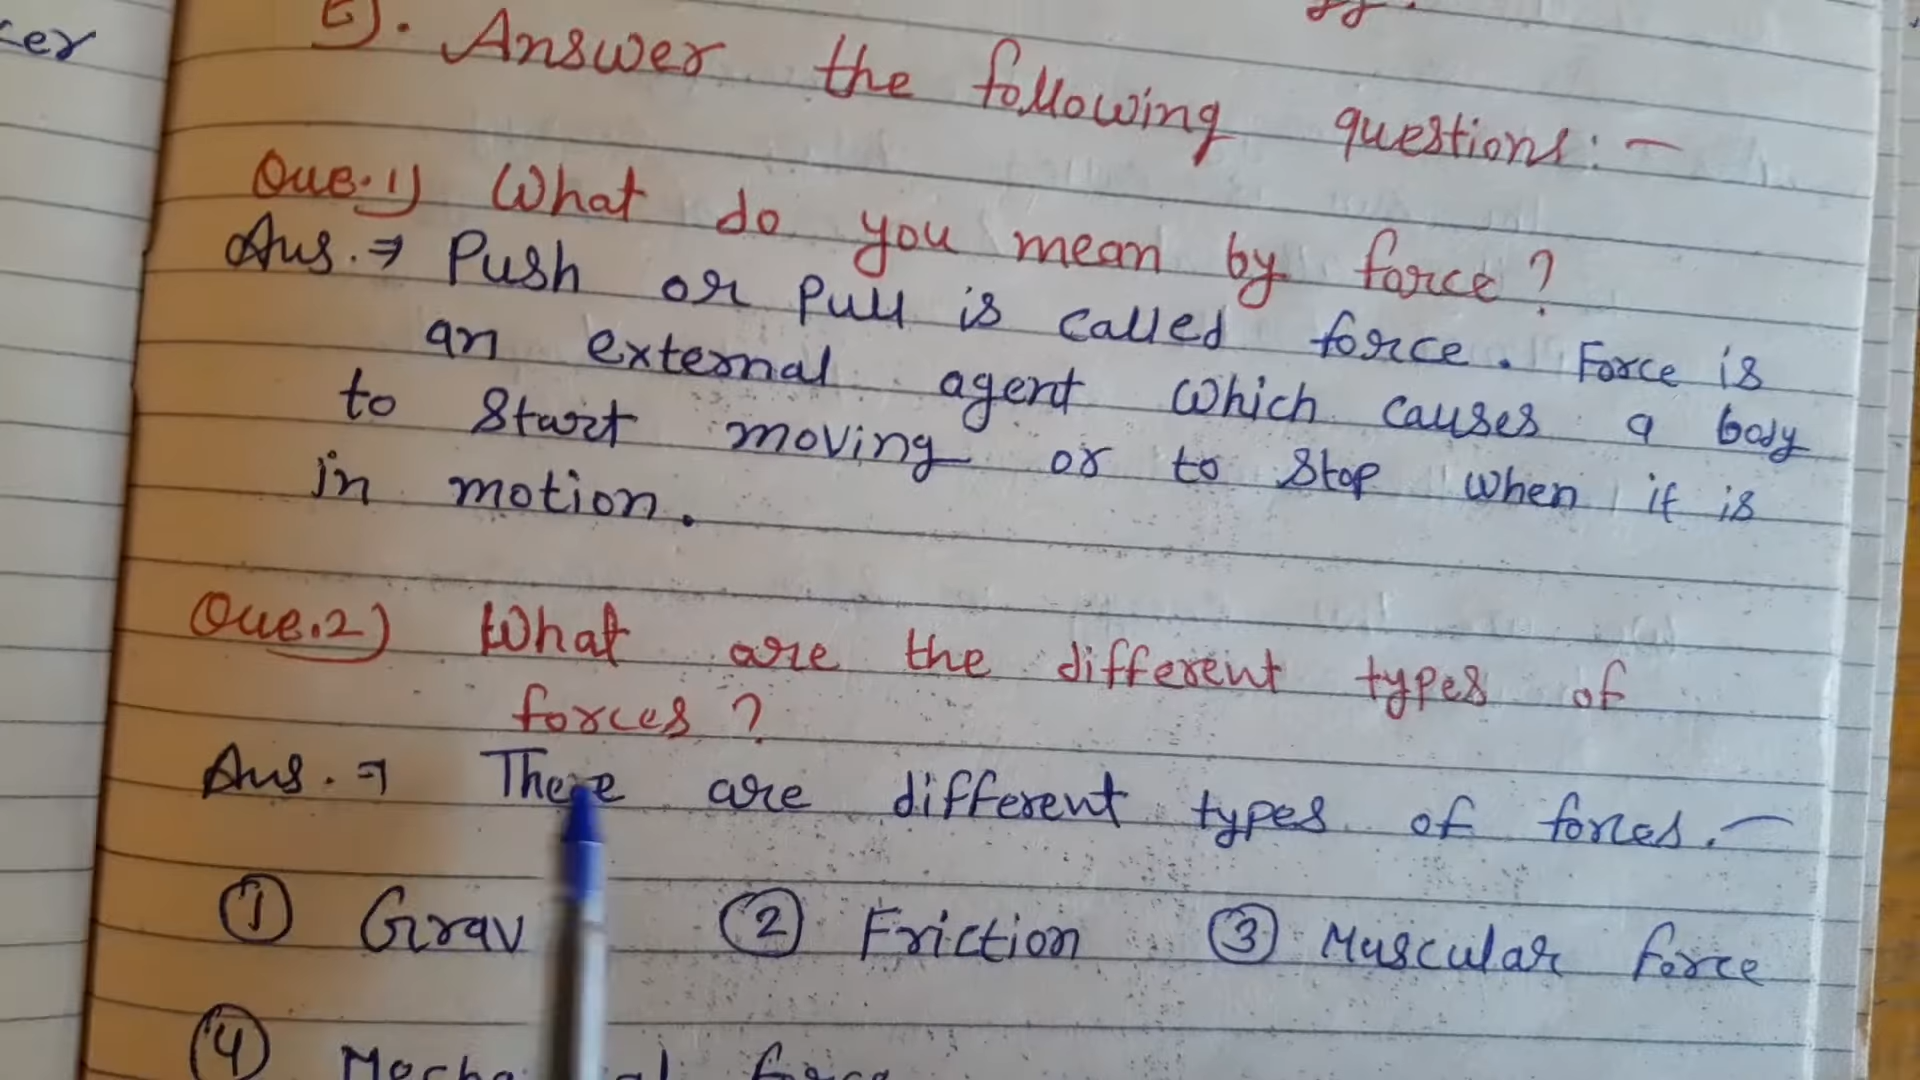 cer
5). Answer the following questions:-
Que.1) What do you mean by force?
Ans.⇒ Push or Pull is called force. Force is
an external agent which causes a body
to start moving or to stop when it is
in motion.
Que.2) What are the different types of
forces?
Ans.⇒ There are different types of forces.-
① Grav ② Friction ③ Muscular force
④ force